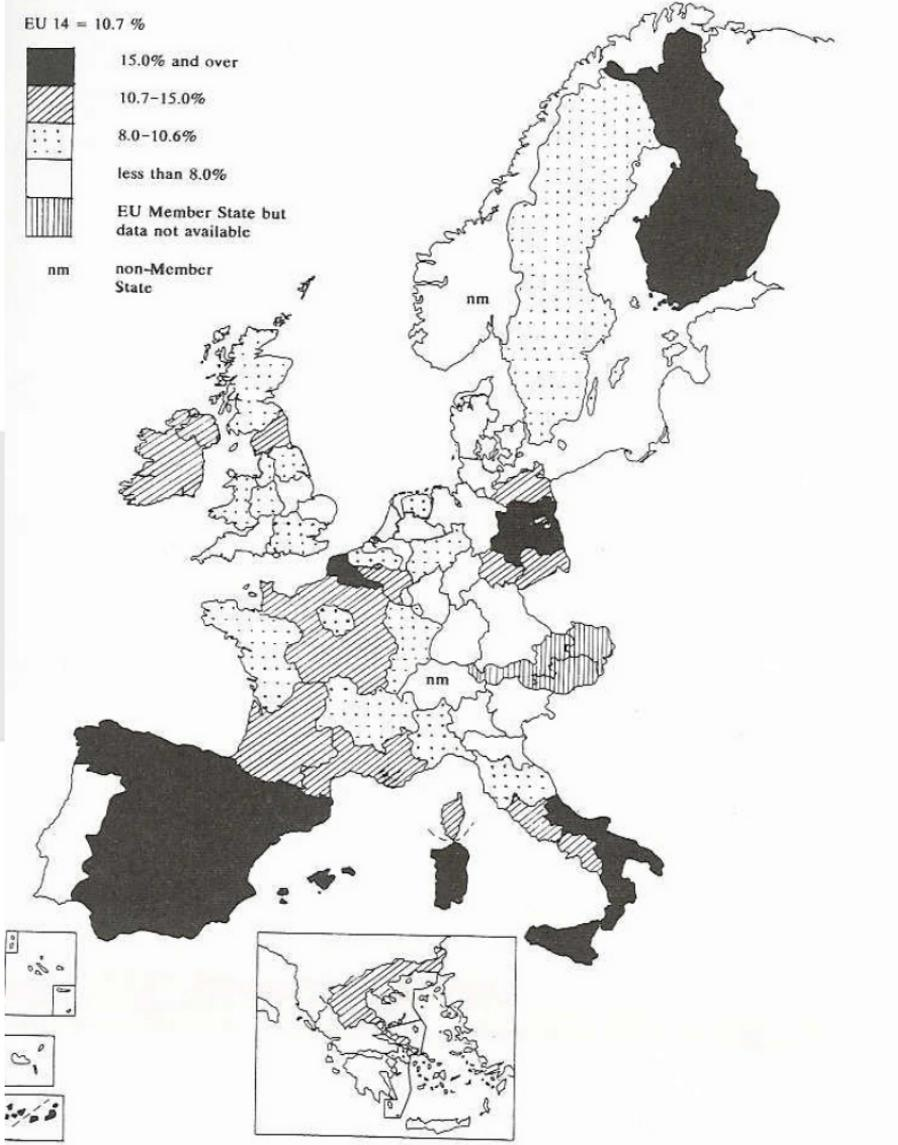 EU 14 = 10.7 %
15.0% and over
10.7-15.0%
8.0-10.6%
less than 8.0%
EU Member State but
data not available
nm
non-Member
State
nm
nm